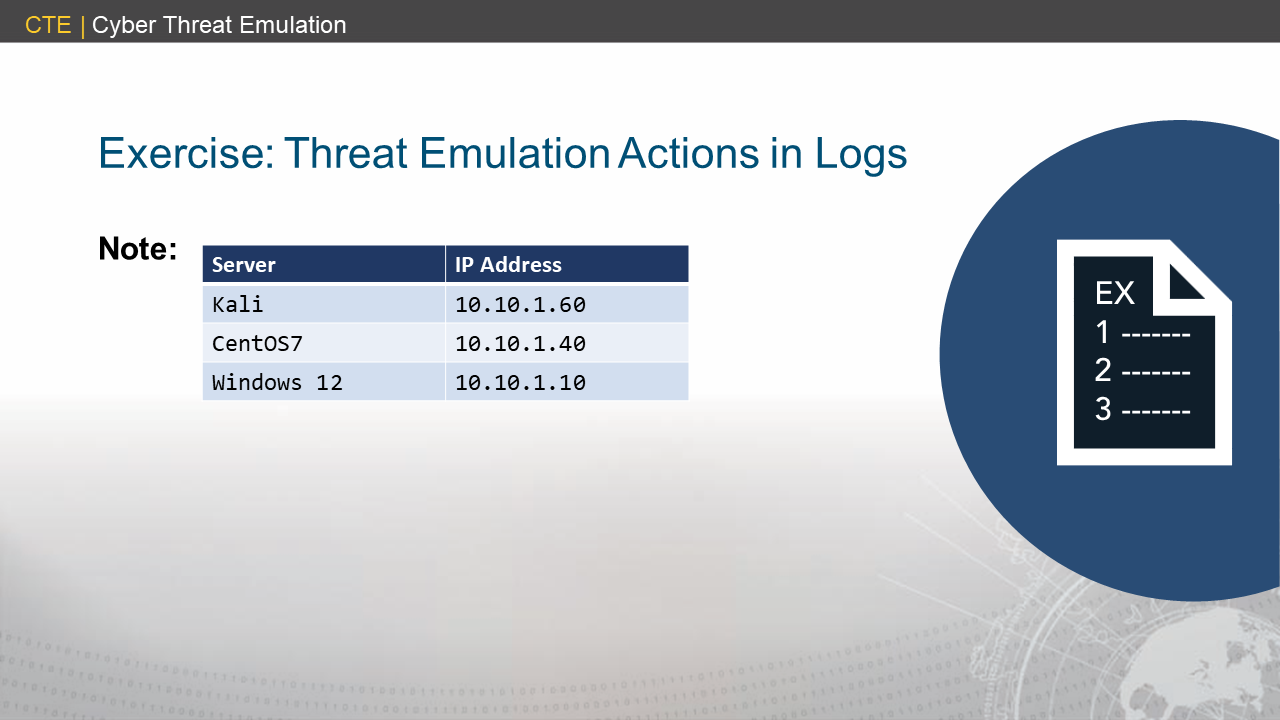 CTE | Cyber Threat Emulation
Exercise: Threat Emulation Actions in Logs
Note:
Server IP Address
Kali 10.10.1.60
CentOS7 10.10.1.40
Windows 12 10.10.1.10
EX
1 -------
2 -------
3 -------